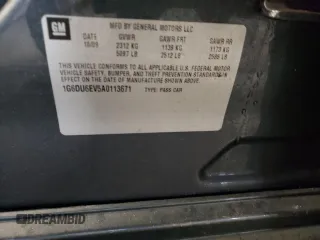 GM
MFD BY GENERAL MOTORS LLC
DATE GVWR GAWR FRT GAWR RR
10/09 2312 KG 1139 KG 1173 KG
5097 LB 2512 LB 2586 LB
THIS VEHICLE CONFORMS TO ALL APPLICABLE U.S. FEDERAL MOTOR
VEHICLE SAFETY, BUMPER, AND THEFT PREVENTION STANDARDS IN
EFFECT ON THE DATE OF MANUFACTURE SHOWN ABOVE.
1G6DU6EV5A0113671 TYPE: PASS CAR
DREAMBID